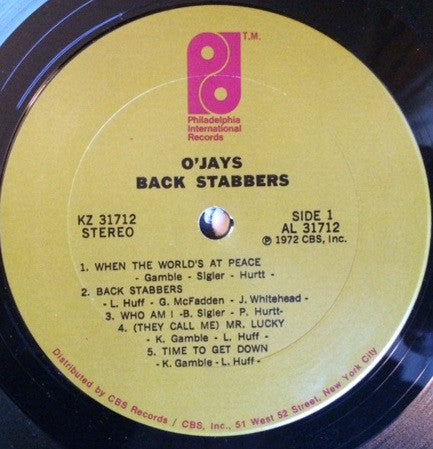 T.M.
Philadelphia
International
Records
O'JAYS
BACK STABBERS
KZ 31712
STEREO
SIDE 1
AL 31712
℗ 1972 CBS, Inc.
1. WHEN THE WORLD'S AT PEACE
- Gamble - Sigler - Hurtt -
2. BACK STABBERS
- L. Huff - G. McFadden - J. Whitehead -
3. WHO AM I -B. Sigler - P. Hurtt-
4. (THEY CALL ME) MR. LUCKY
- K. Gamble - L. Huff -
5. TIME TO GET DOWN
- K. Gamble - L. Huff -
Distributed by CBS Records / CBS, Inc., 51 West 52 Street, New York City